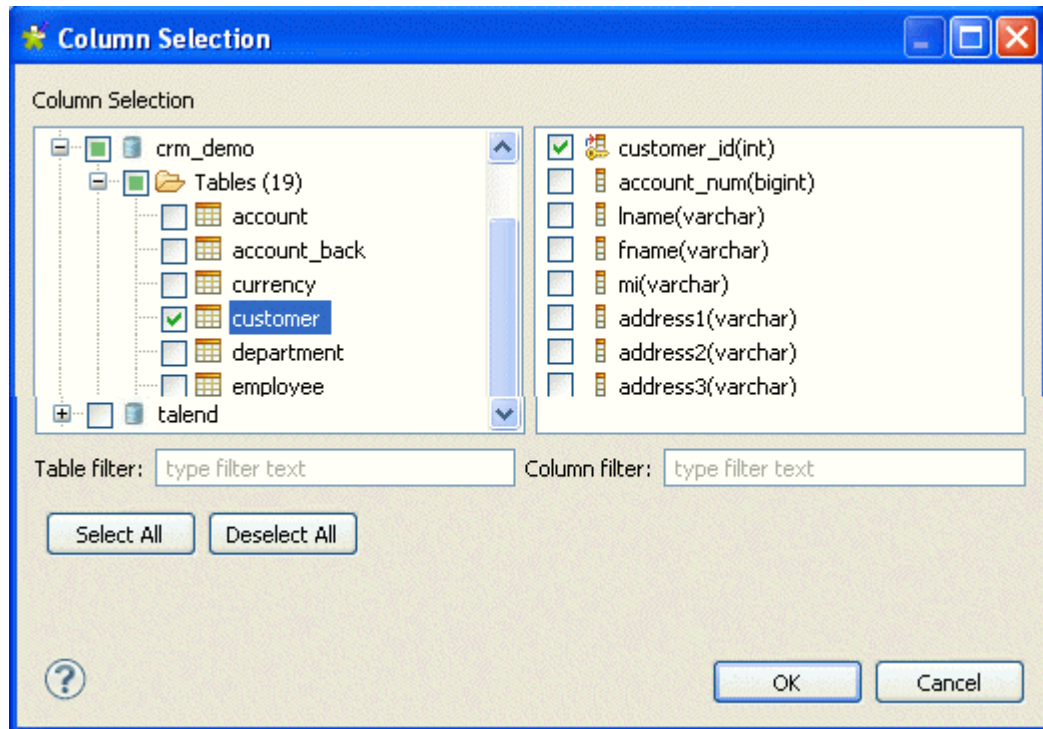 Column Selection
Column Selection
crm_demo
Tables (19)
account
account_back
currency
customer
department
employee
talend
customer_id(int)
account_num(bigint)
lname(varchar)
fname(varchar)
mi(varchar)
address1(varchar)
address2(varchar)
address3(varchar)
Table filter: type filter text
Column filter: type filter text
Select All Deselect All
? OK Cancel